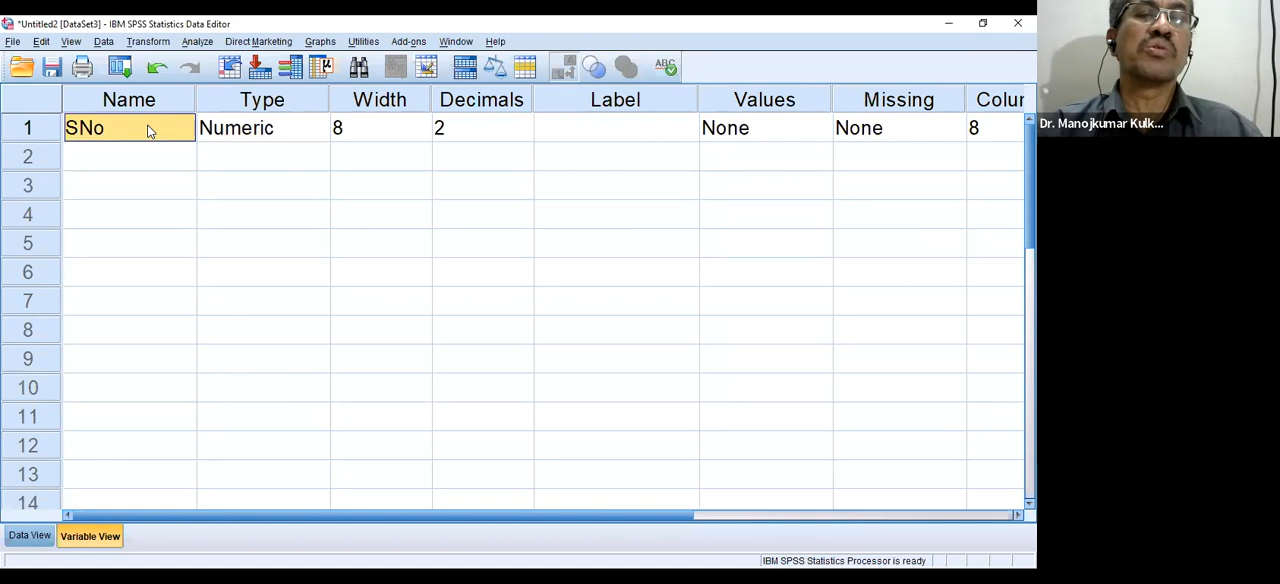 *Untitled2 [DataSet3] - IBM SPSS Statistics Data Editor
File Edit View Data Transform Analyze Direct Marketing Graphs Utilities Add-ons Window Help
ABC
Name Type Width Decimals Label Values Missing Colur
1 SNo Numeric 8 2 None None 8
2
3
4
5
6
7
8
9
10
11
12
13
14
Data View Variable View
IBM SPSS Statistics Processor is ready
Dr. Manojkumar Kulk...